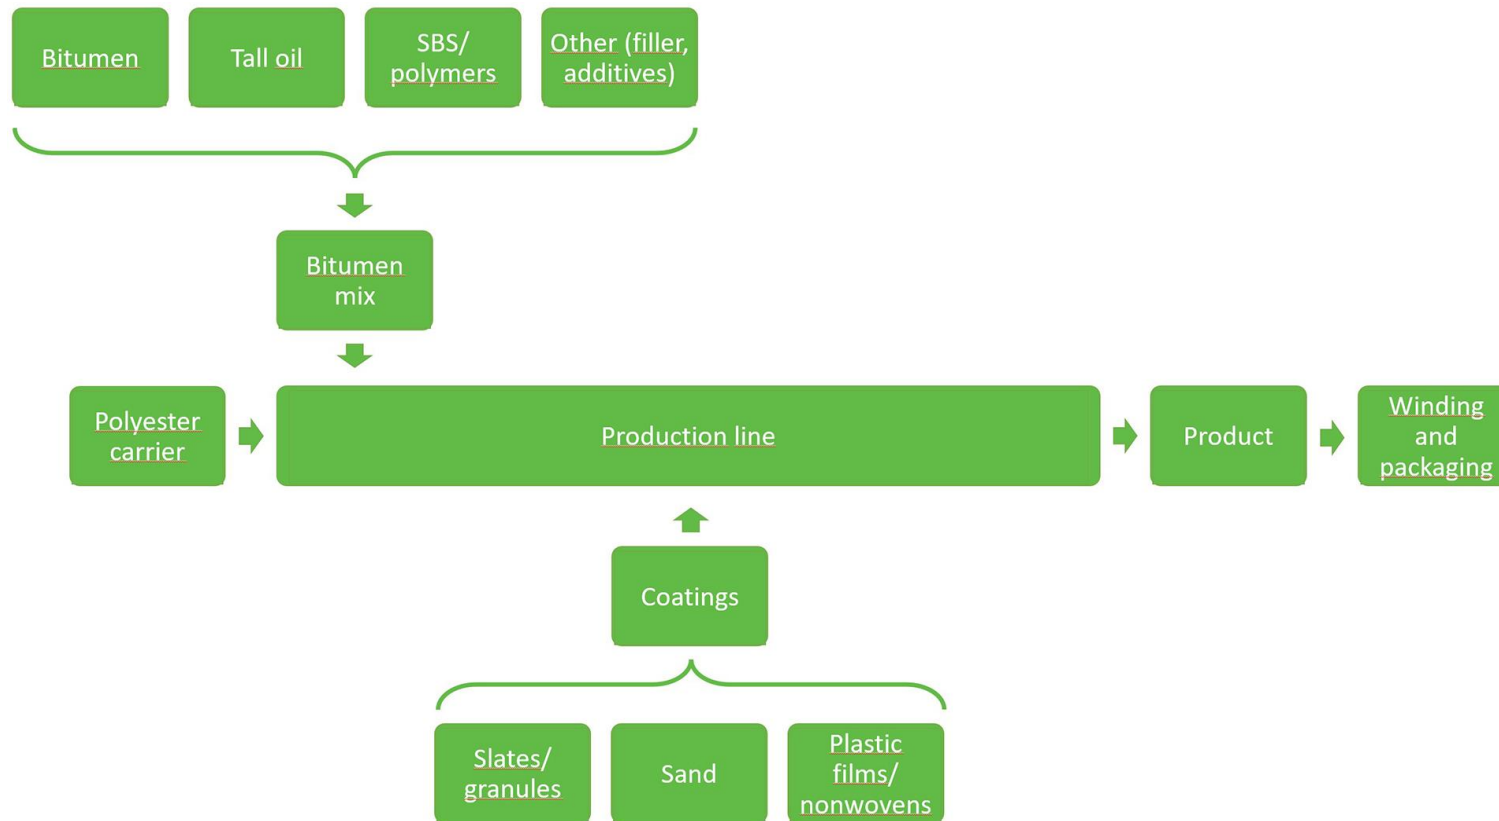 Bitumen
Tall oil
SBS/
polymers
Other (filler,
additives)
Bitumen
mix
Polyester
carrier
Production line
Product
Winding
and
packaging
Coatings
Slates/
granules
Sand
Plastic
films/
nonwovens